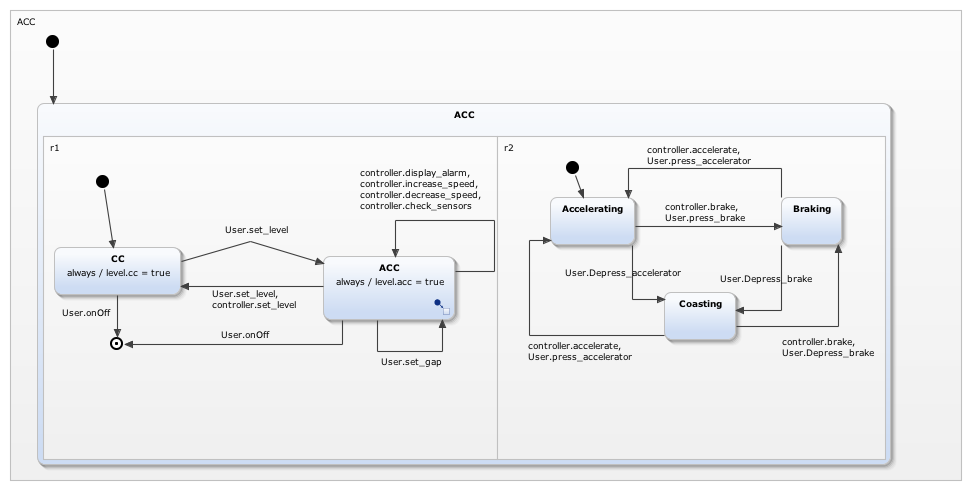 ACC
ACC
r1
controller.display_alarm,
controller.increase_speed,
controller.decrease_speed,
controller.check_sensors
User.set_level
CC
always / level.cc = true
ACC
always / level.acc = true
User.set_level,
controller.set_level
User.onOff
User.onOff
User.set_gap
r2
controller.accelerate,
User.press_accelerator
Accelerating
Braking
controller.brake,
User.press_brake
User.Depress_accelerator
User.Depress_brake
Coasting
controller.accelerate,
User.press_accelerator
controller.brake,
User.Depress_brake